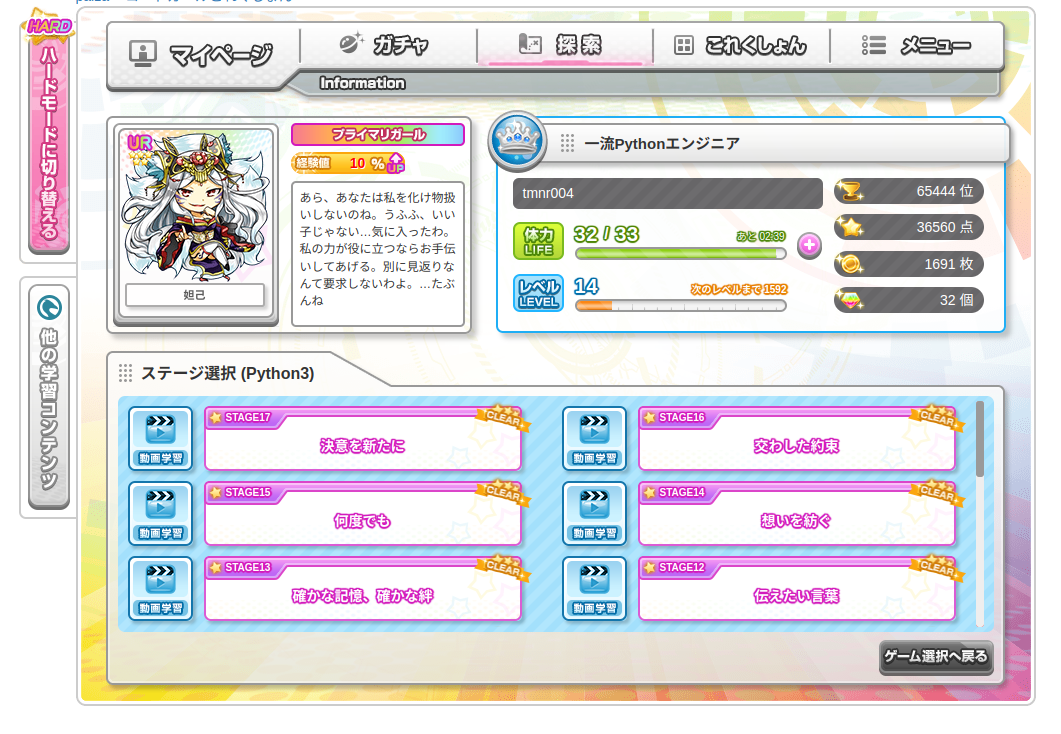 HARD
ハードモードに切り替える
他の学習コンテンツ
マイページ
ガチャ
探索
これくしょん
メニュー
Information
UR
妲己
プライマリガール
経験値 10 % UP
あら、あなたは私を化け物扱
いしないのね。うふふ、いい
子じゃない…気に入ったわ。
私の力が役に立つならお手伝
いしてあげる。別に見返りな
んて要求しないわよ。…たぶ
んね
一流Pythonエンジニア
tmnr004
体力
LIFE
32 / 33
あと 02:39
レベル
LEVEL
14
次のレベルまで 1592
65444 位
36560 点
1691 枚
32 個
ステージ選択 (Python3)
動画学習
STAGE17
CLEAR
決意を新たに
動画学習
STAGE16
CLEAR
交わした約束
動画学習
STAGE15
CLEAR
何度でも
動画学習
STAGE14
CLEAR
想いを紡ぐ
動画学習
STAGE13
CLEAR
確かな記憶、確かな絆
動画学習
STAGE12
CLEAR
伝えたい言葉
ゲーム選択へ戻る